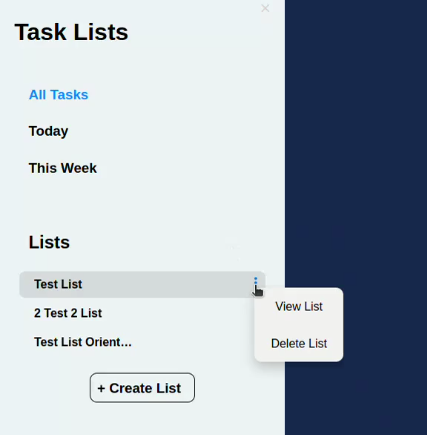 Task Lists
All Tasks
Today
This Week
Lists
Test List
View List
2 Test 2 List
Delete List
Test List Orient...
+ Create List